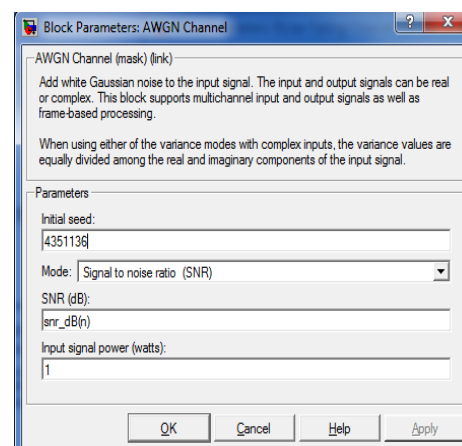 Block Parameters: AWGN Channel
AWGN Channel (mask) (link)
Add white Gaussian noise to the input signal. The input and output signals can be real
or complex. This block supports multichannel input and output signals as well as
frame-based processing.
When using either of the variance modes with complex inputs, the variance values are
equally divided among the real and imaginary components of the input signal.
Parameters
Initial seed:
4351136
Mode: Signal to noise ratio (SNR)
SNR (dB):
snr_dB(n)
Input signal power (watts):
1
OK Cancel Help Apply